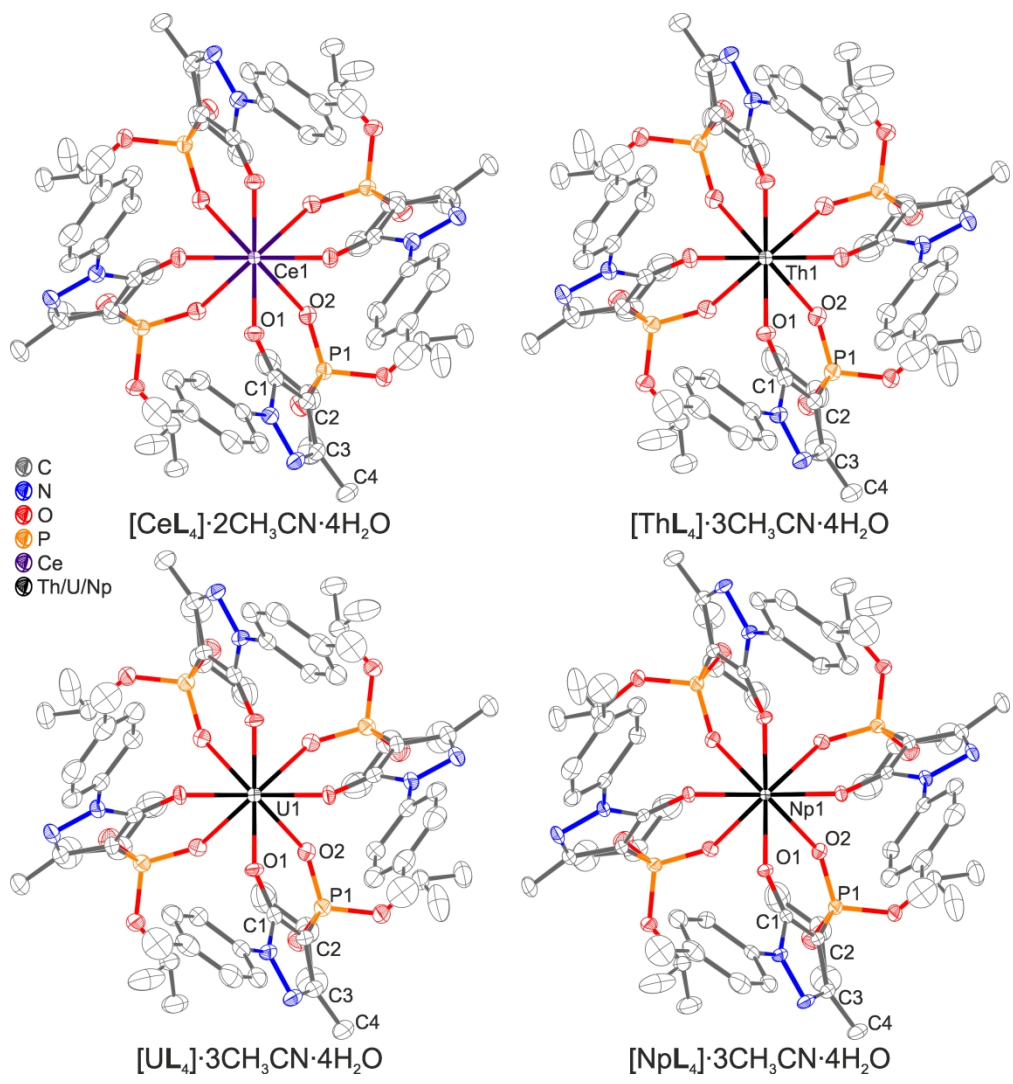 Ce1
O2
O1
P1
C1
C2
C3
C4
Th1
O2
O1
P1
C1
C2
C3
C4
C
N
O
P
Ce
Th/U/Np
[CeL₄]·2CH₃CN·4H₂O
[ThL₄]·3CH₃CN·4H₂O
U1
O2
O1
P1
C1
C2
C3
C4
Np1
O2
O1
P1
C1
C2
C3
C4
[UL₄]·3CH₃CN·4H₂O
[NpL₄]·3CH₃CN·4H₂O